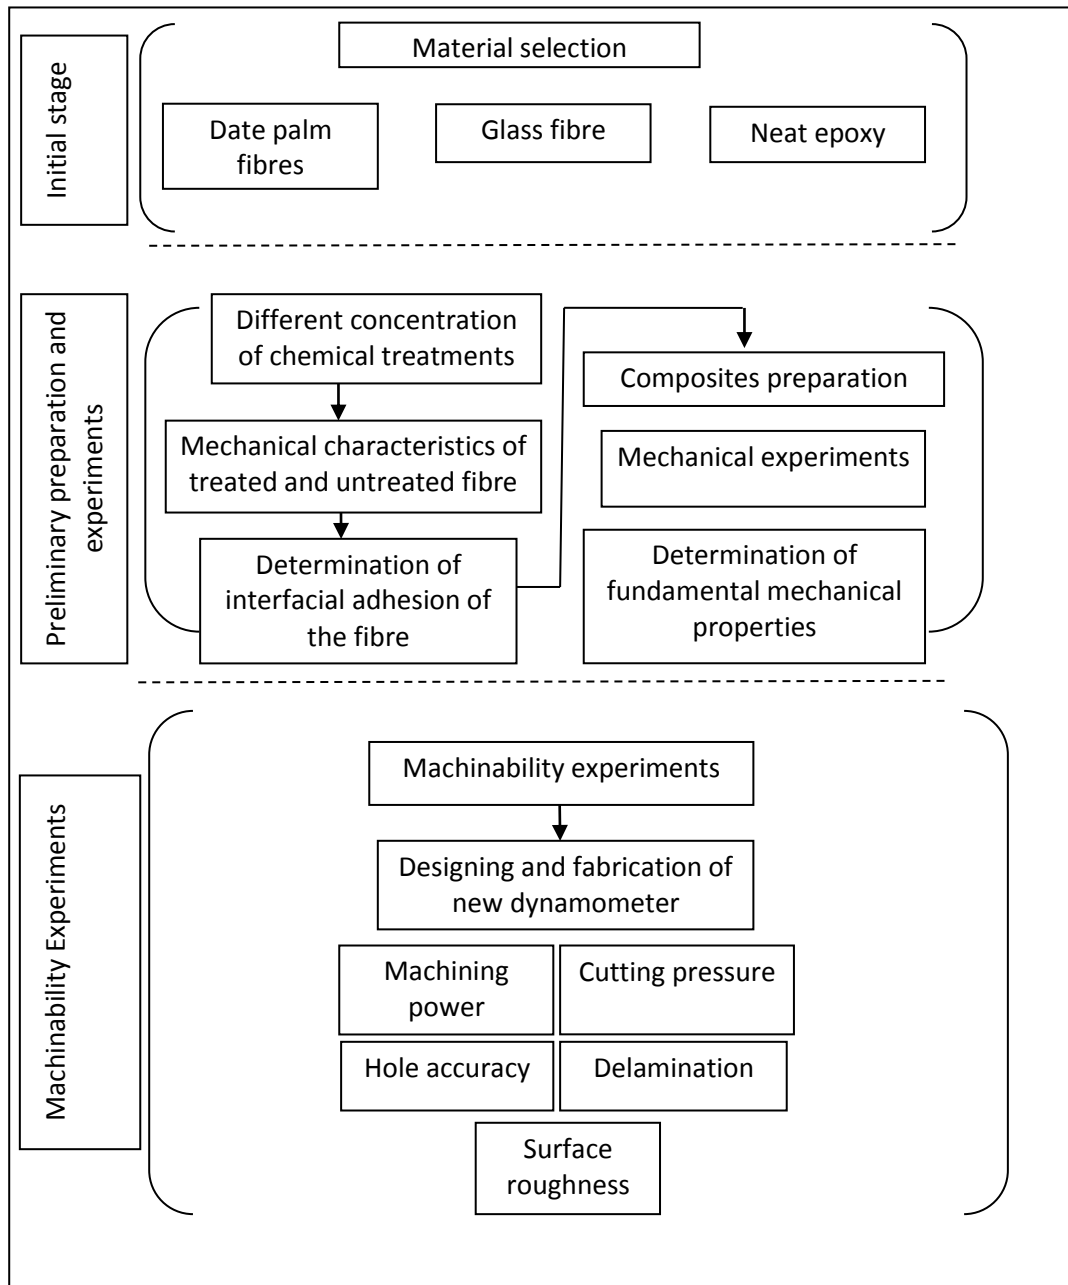 Initial stage
Material selection
Date palm
fibres
Glass fibre
Neat epoxy
Preliminary preparation and
experiments
Different concentration
of chemical treatments
Mechanical characteristics of
treated and untreated fibre
Determination of
interfacial adhesion of
the fibre
Composites preparation
Mechanical experiments
Determination of
fundamental mechanical
properties
Machinability Experiments
Machinability experiments
Designing and fabrication of
new dynamometer
Machining
power
Cutting pressure
Hole accuracy
Delamination
Surface
roughness